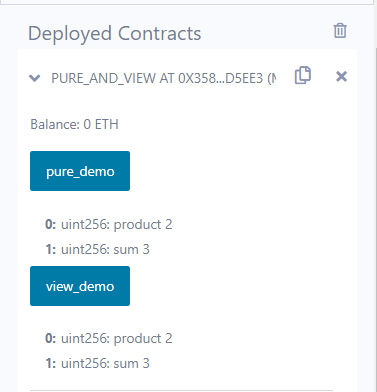 Deployed Contracts
PURE_AND_VIEW AT 0X358...D5EE3 (
Balance: 0 ETH
pure_demo
0: uint256: product 2
1: uint256: sum 3
view_demo
0: uint256: product 2
1: uint256: sum 3